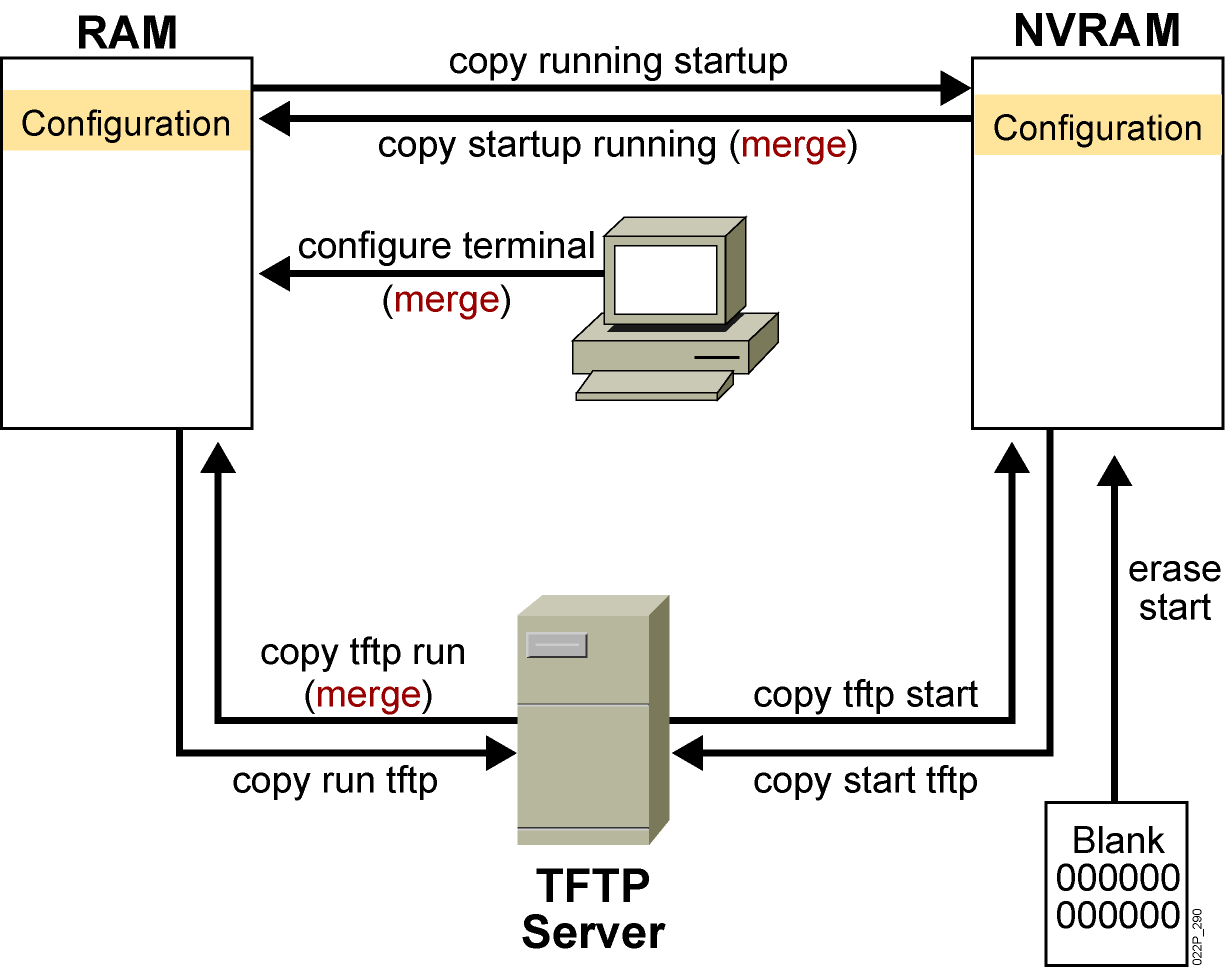 RAM
NVRAM
copy running startup
Configuration
Configuration
copy startup running (merge)
configure terminal
(merge)
erase
start
copy tftp run
(merge)
copy tftp start
copy run tftp
copy start tftp
Blank
000000
000000
TFTP
Server
022P_290